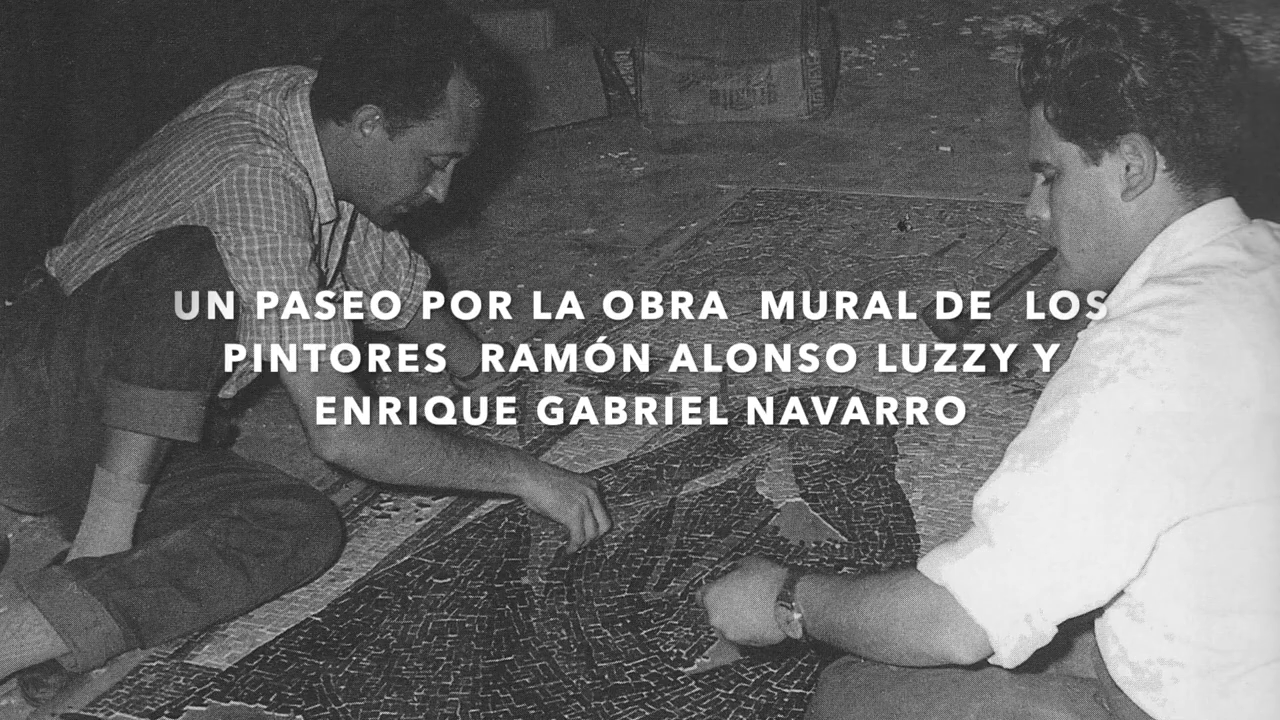 UN PASEO POR LA OBRA MURAL DE LOS
PINTORES RAMÓN ALONSO LUZZY Y
ENRIQUE GABRIEL NAVARRO